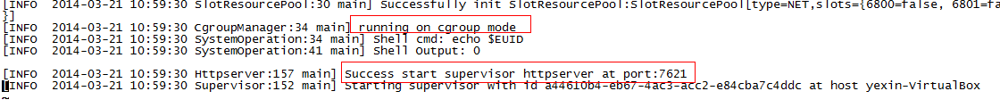 [INFO  2014-03-21 10:59:30 SlotResourcePool:30 main] Successfully init SlotResourcePool:SlotResourcePool[type=NET,slots={6800=false, 6801=fa
}]
[INFO  2014-03-21 10:59:30 CgroupManager:34 main] running on cgroup mode
[INFO  2014-03-21 10:59:30 SystemOperation:34 main] Shell cmd: echo $EUID
[INFO  2014-03-21 10:59:30 SystemOperation:41 main] Shell Output: 0
[INFO  2014-03-21 10:59:30 Httpserver:157 main] Success start supervisor httpserver at port:7621
[INFO  2014-03-21 10:59:30 Supervisor:152 main] Starting supervisor with id a44610b4-eb67-4ac3-acc2-e84cba7c4ddc at host yexin-VirtualBox
~